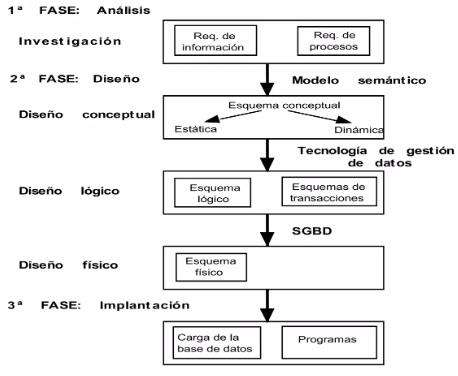 1ª FASE: Análisis
Investigación
Req. de
información
Req. de
procesos
2ª FASE: Diseño
Modelo semántico
Diseño conceptual
Esquema conceptual
Estática
Dinámica
Tecnología de gestión
de datos
Diseño lógico
Esquema
lógico
Esquemas de
transacciones
SGBD
Diseño físico
Esquema
físico
3ª FASE: Implantación
Carga de la
base de datos
Programas